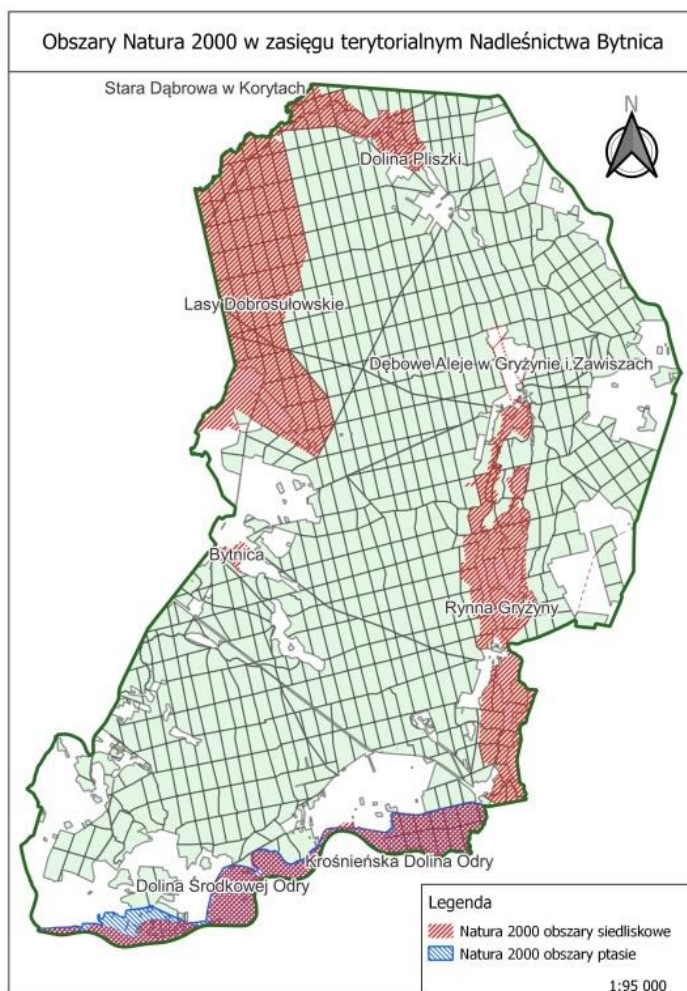 Obszary Natura 2000 w zasięgu terytorialnym Nadleśnictwa Bytnica
Stara Dąbrowa w Korytach
N
Dolina Pliszki
Lasy Dobrosułowskie
Dębowe Aleje w Gryżynie i Zawiszach
Bytnica
Rynna Gryżyny
Krośnieńska Dolina Odry
Dolina Środkowej Odry
Legenda
Natura 2000 obszary siedliskowe
Natura 2000 obszary ptasie
1:95 000